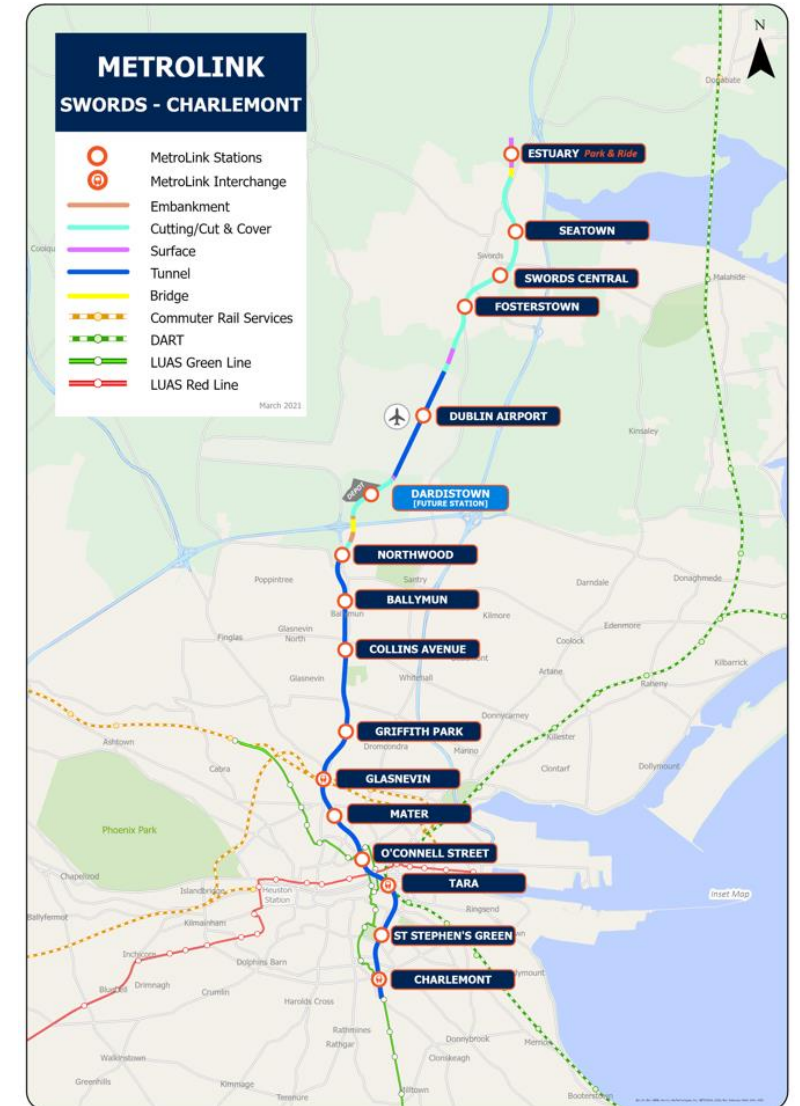 METROLINK
SWORDS - CHARLEMONT
MetroLink Stations
MetroLink Interchange
Embankment
Cutting/Cut & Cover
Surface
Tunnel
Bridge
Commuter Rail Services
DART
LUAS Green Line
LUAS Red Line
March 2021
N
Donabate
ESTUARY Park & Ride
SEATOWN
Swords
SWORDS CENTRAL
Malahide
FOSTERSTOWN
DUBLIN AIRPORT
Kinsaley
DEPOT
DARDISTOWN
[FUTURE STATION]
NORTHWOOD
Poppintree
Santry
Darndale
Donaghmede
BALLYMUN
Kilmore
Edenmore
Finglas
Glasnevin
North
Coolock
COLLINS AVENUE
Kilbarrick
Glasnevin
Whitehall
Artane
Raheny
Donnycarney
GRIFFITH PARK
Killester
Ashtown
Drumcondra
Marino
Clontarf
Dollymount
Cabra
GLASNEVIN
MATER
Phoenix Park
O'CONNELL STREET
Chapelizod
Islandbridge
Heuston
Station
TARA
Inset Map
Ringsend
Ballyfermot
Kilmainham
ST STEPHEN'S GREEN
Inchicore
Dolphins Barn
CHARLEMONT
Drimnagh
Crumlin
Harolds Cross
Rathmines
Rathgar
Donnybrook
Walkinstown
Clonskeagh
Greenhills
Kimmage
Terenure
Milltown
Booterstown